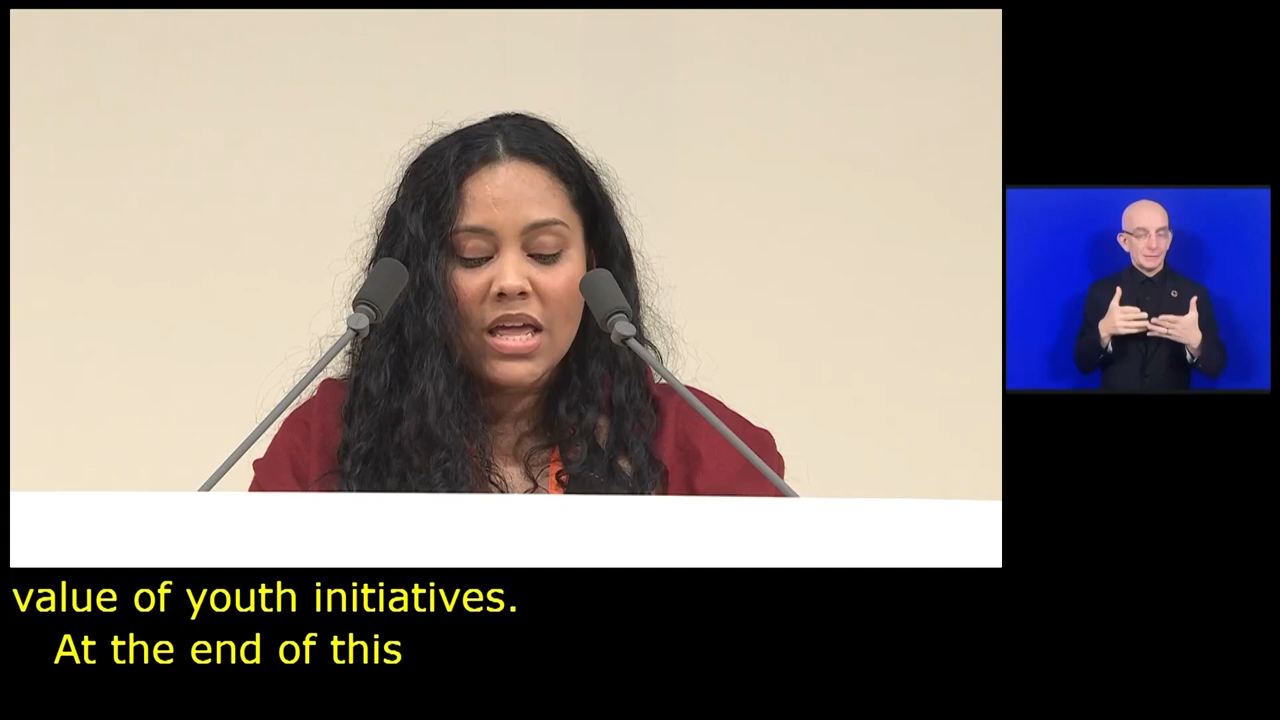 value of youth initiatives.
At the end of this